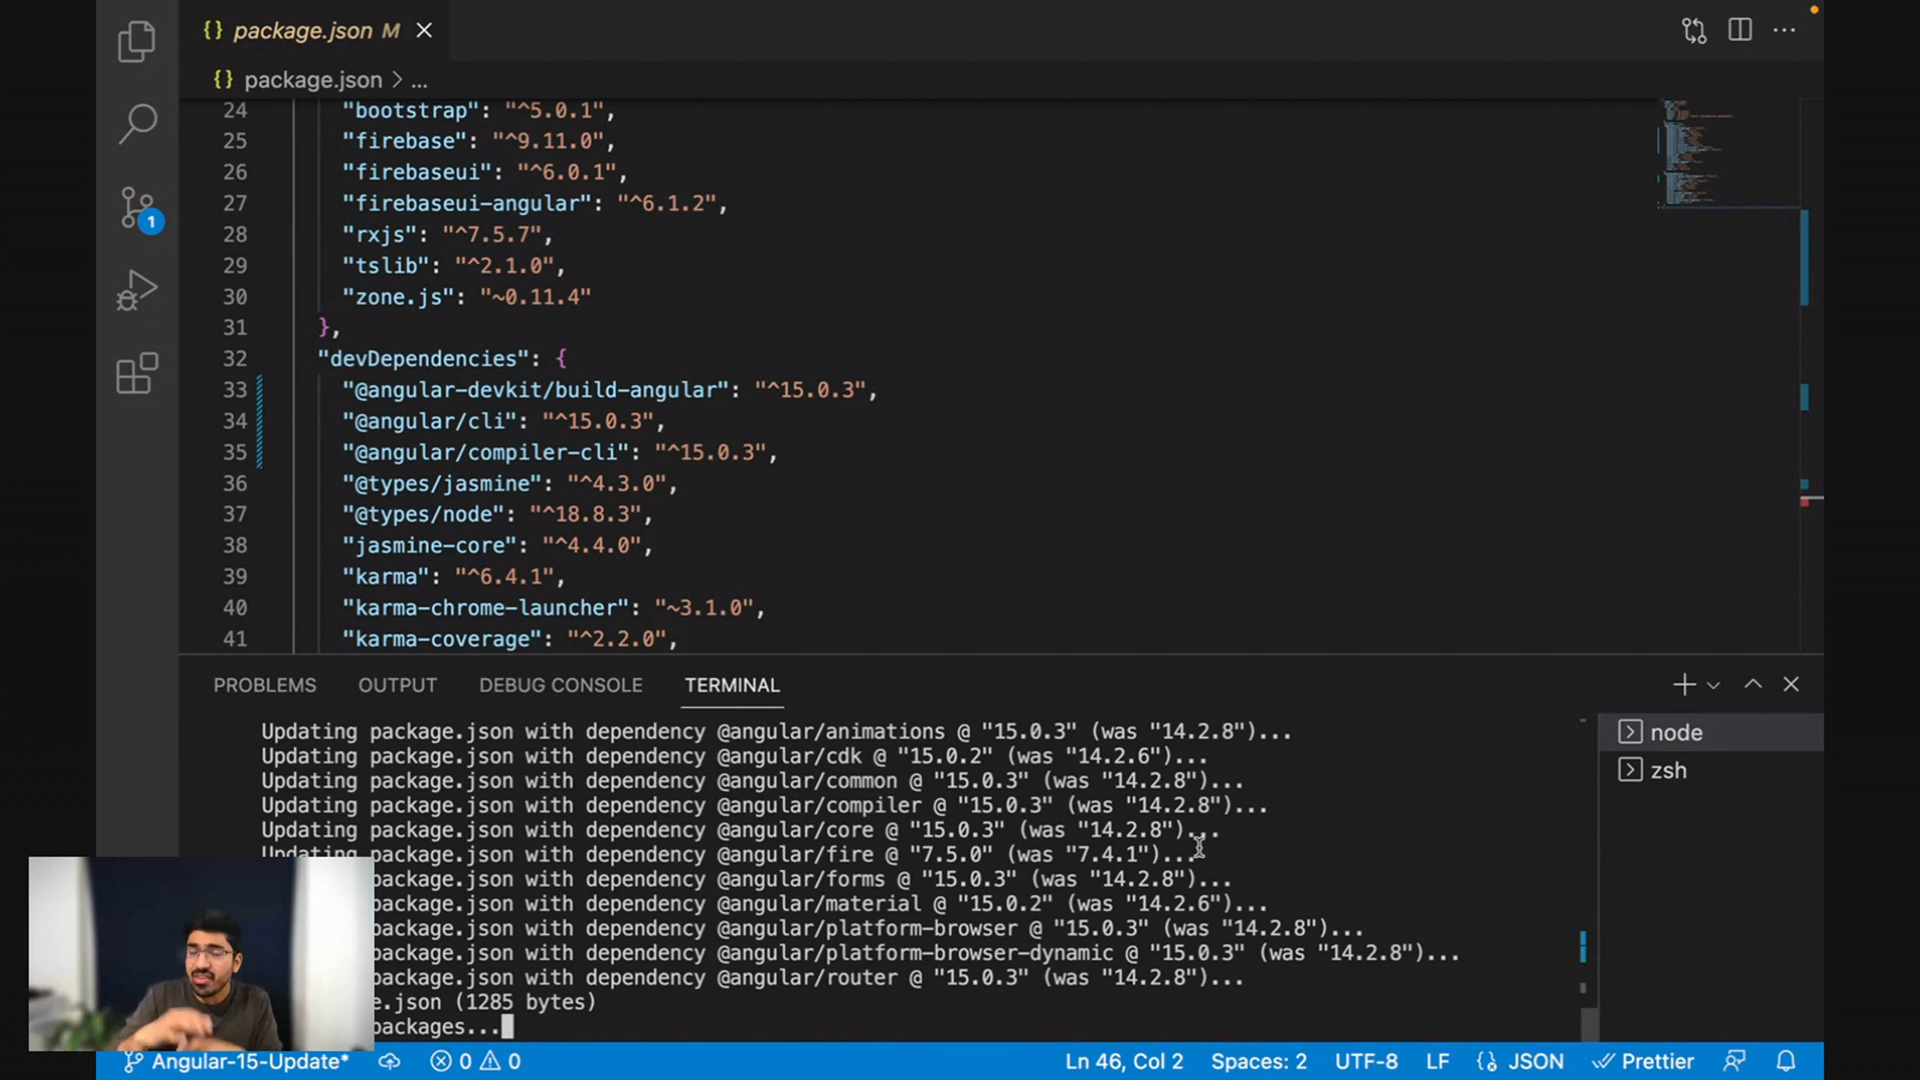 {} package.json M
{} package.json > ...
24 "bootstrap": "^5.0.1",
25 "firebase": "^9.11.0",
26 "firebaseui": "^6.0.1",
27 "firebaseui-angular": "^6.1.2",
28 "rxjs": "^7.5.7",
29 "tslib": "^2.1.0",
30 "zone.js": "~0.11.4"
31 },
32 "devDependencies": {
33 "@angular-devkit/build-angular": "^15.0.3",
34 "@angular/cli": "^15.0.3",
35 "@angular/compiler-cli": "^15.0.3",
36 "@types/jasmine": "^4.3.0",
37 "@types/node": "^18.8.3",
38 "jasmine-core": "^4.4.0",
39 "karma": "^6.4.1",
40 "karma-chrome-launcher": "~3.1.0",
41 "karma-coverage": "^2.2.0",
1
PROBLEMS OUTPUT DEBUG CONSOLE TERMINAL
Updating package.json with dependency @angular/animations @ "15.0.3" (was "14.2.8")...
Updating package.json with dependency @angular/cdk @ "15.0.2" (was "14.2.6")...
Updating package.json with dependency @angular/common @ "15.0.3" (was "14.2.8")...
Updating package.json with dependency @angular/compiler @ "15.0.3" (was "14.2.8")...
Updating package.json with dependency @angular/core @ "15.0.3" (was "14.2.8")...
Updating package.json with dependency @angular/fire @ "7.5.0" (was "7.4.1")...
package.json with dependency @angular/forms @ "15.0.3" (was "14.2.8")...
package.json with dependency @angular/material @ "15.0.2" (was "14.2.6")...
package.json with dependency @angular/platform-browser @ "15.0.3" (was "14.2.8")...
package.json with dependency @angular/platform-browser-dynamic @ "15.0.3" (was "14.2.8")...
package.json with dependency @angular/router @ "15.0.3" (was "14.2.8")...
e.json (1285 bytes)
packages...
node
zsh
Angular-15-Update* 0 0 Ln 46, Col 2 Spaces: 2 UTF-8 LF {} JSON Prettier